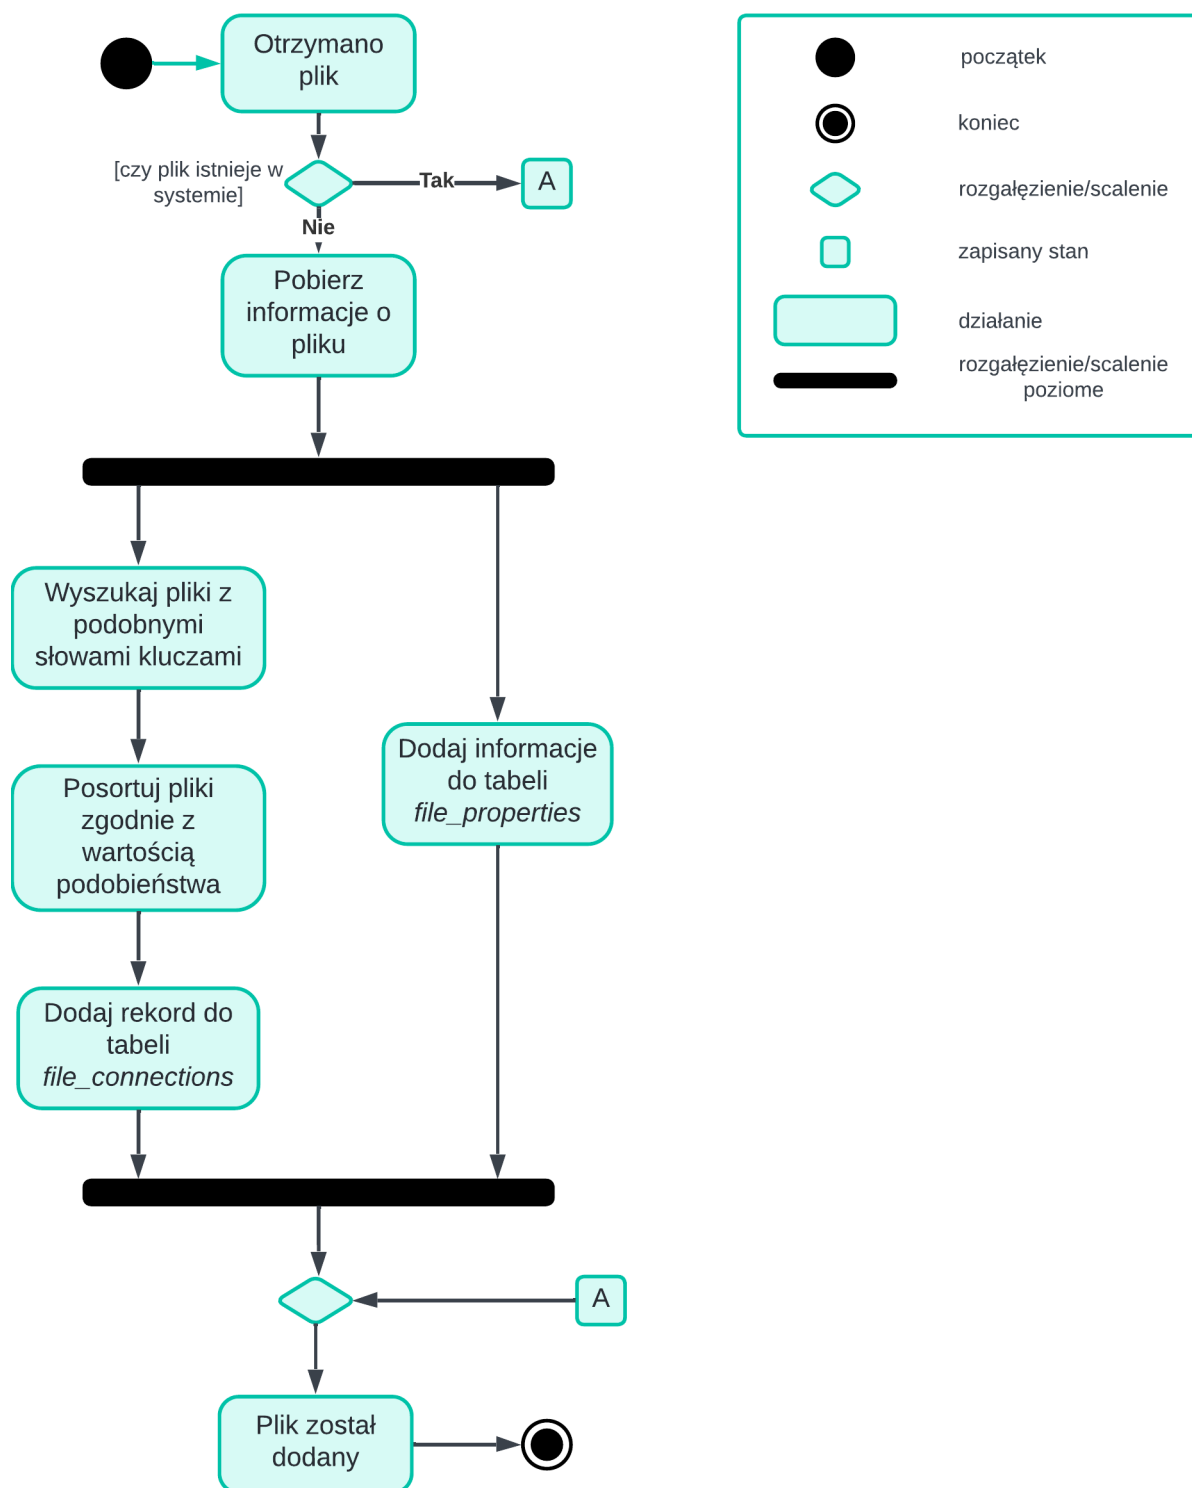 Otrzymano
plik
[czy plik istnieje w
systemie]
Tak
A
Nie
Pobierz
informacje o
pliku
Wyszukaj pliki z
podobnymi
słowami kluczami
Posortuj pliki
zgodnie z
wartością
podobieństwa
Dodaj rekord do
tabeli
file_connections
Dodaj informacje
do tabeli
file_properties
A
Plik został
dodany
początek
koniec
rozgałęzienie/scalenie
zapisany stan
działanie
rozgałęzienie/scalenie
poziome